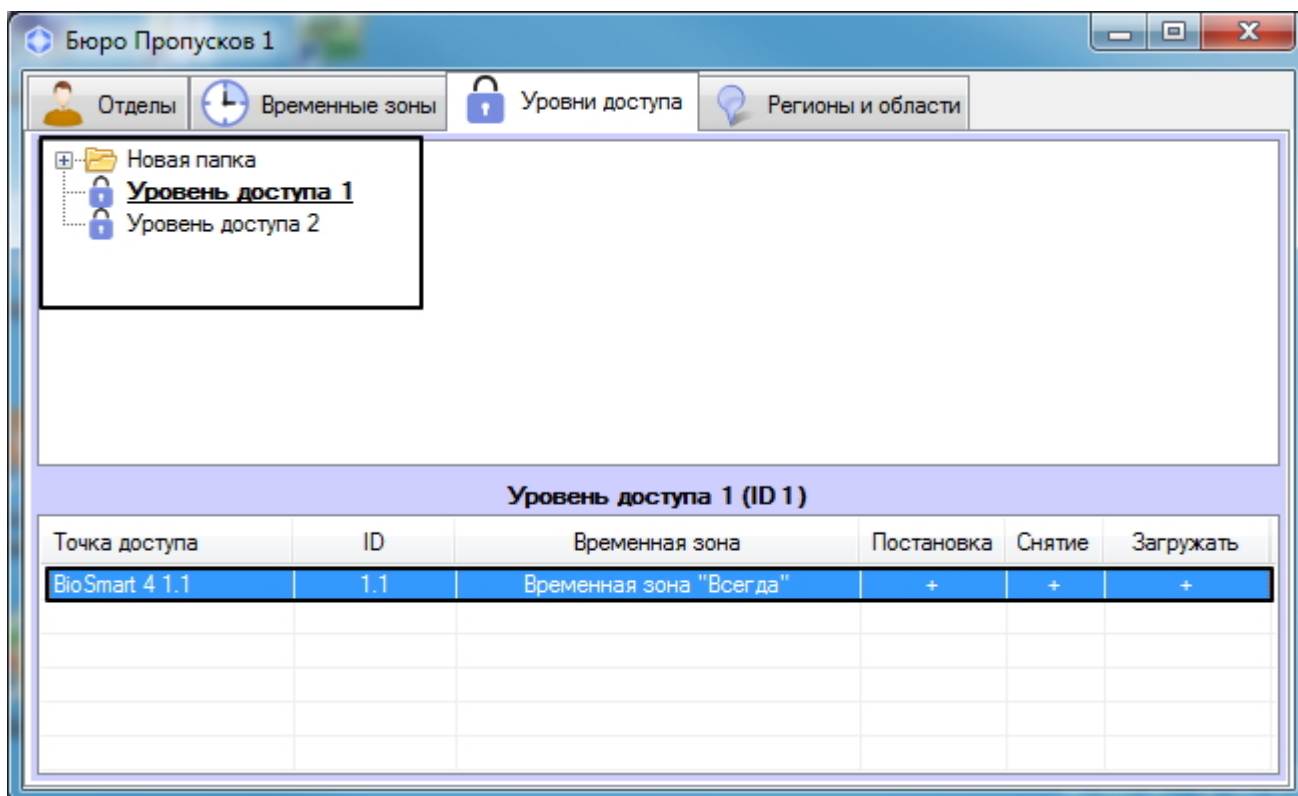 Бюро Пропусков 1
Отделы Временные зоны Уровни доступа Регионы и области
Новая папка
Уровень доступа 1
Уровень доступа 2
Уровень доступа 1 (ID 1)
Точка доступа ID Временная зона Постановка Снятие Загружать
BioSmart 4 1.1 1.1 Временная зона "Всегда" + + +